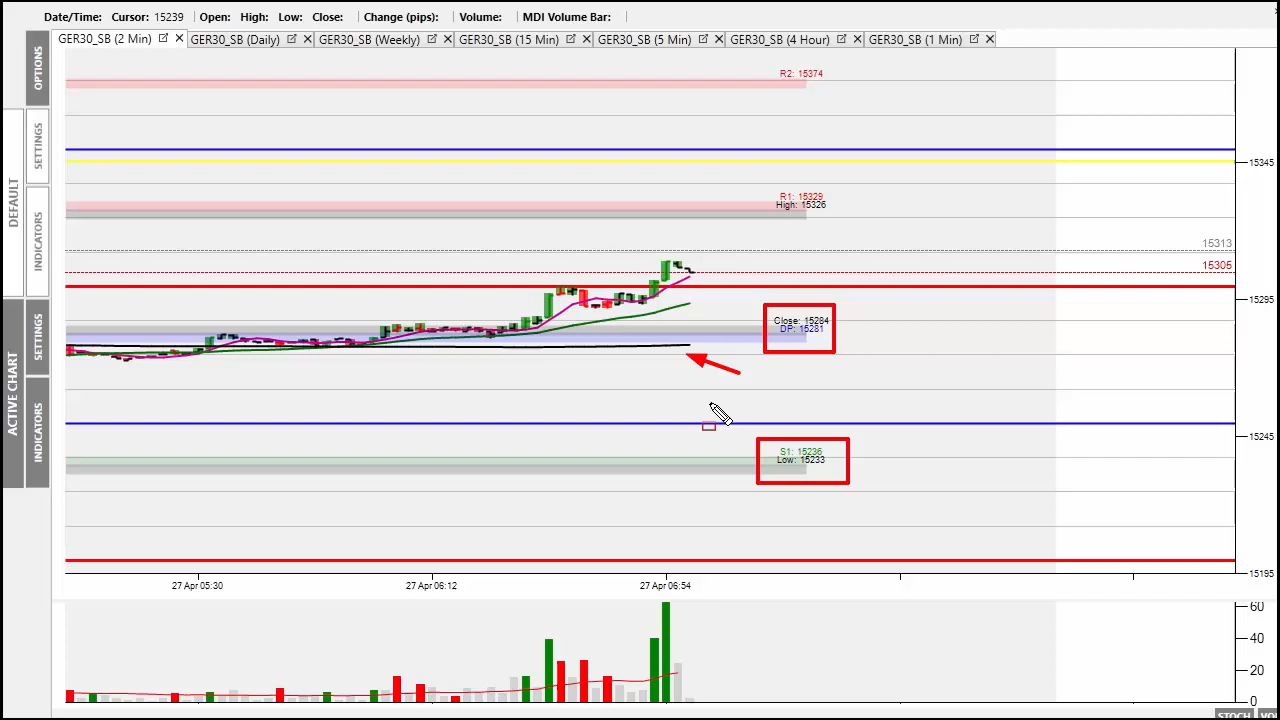 Date/Time: Cursor: 15239 Open: High: Low: Close: Change (pips): Volume: MDI Volume Bar:
GER30_SB (2 Min) GER30_SB (Daily) GER30_SB (Weekly) GER30_SB (15 Min) GER30_SB (5 Min) GER30_SB (4 Hour) GER30_SB (1 Min)
OPTIONS
SETTINGS
DEFAULT
INDICATORS
SETTINGS
ACTIVE CHART
INDICATORS
R2: 15374
15345
R1: 15329
High: 15326
15313
15305
15295
Close: 15284
DP: 15281
15245
S1: 15236
Low: 15233
15195
27 Apr 05:30 27 Apr 06:12 27 Apr 06:54
60
40
20
0
STOCH VO